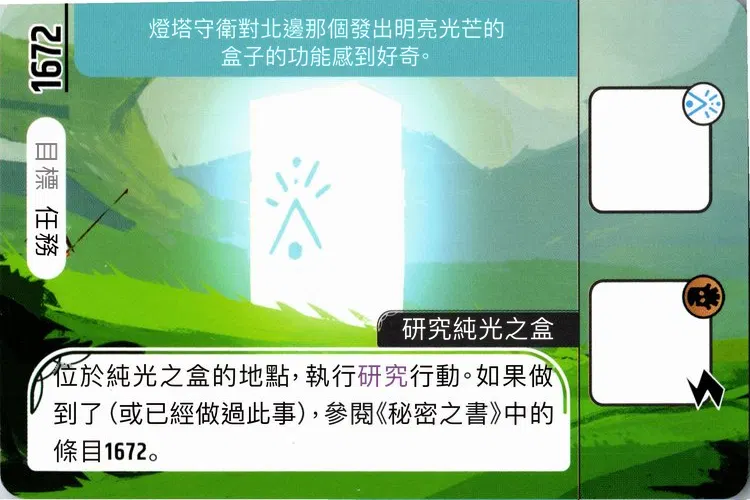 燈塔守衛對北邊那個發出明亮光芒的
盒子的功能感到好奇。
1672
目標 任務
研究純光之盒
位於純光之盒的地點，執行研究行動。如果做
到了（或已經做過此事），參閱《秘密之書》中的
條目1672。